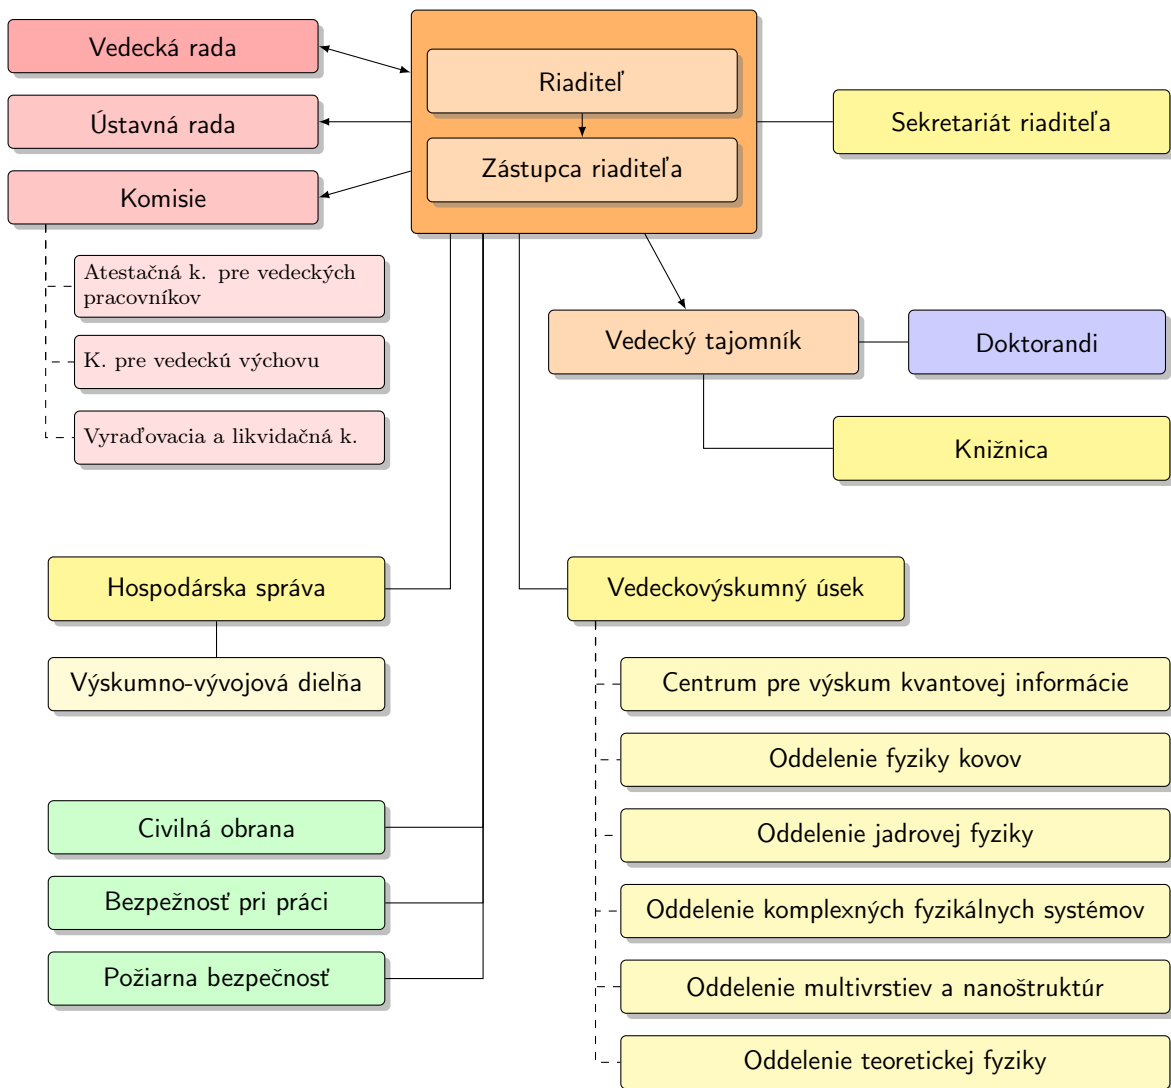 Vedecká rada
Ústavná rada
Komisie
Atestačná k. pre vedeckých
pracovníkov
K. pre vedeckú výchovu
Vyraďovacia a likvidačná k.
Riaditeľ
Zástupca riaditeľa
Sekretariát riaditeľa
Vedecký tajomník
Doktorandi
Knižnica
Hospodárska správa
Výskumno-vývojová dielňa
Civilná obrana
Bezpežnosť pri práci
Požiarna bezpečnosť
Vedeckovýskumný úsek
Centrum pre výskum kvantovej informácie
Oddelenie fyziky kovov
Oddelenie jadrovej fyziky
Oddelenie komplexných fyzikálnych systémov
Oddelenie multivrstiev a nanoštruktúr
Oddelenie teoretickej fyziky